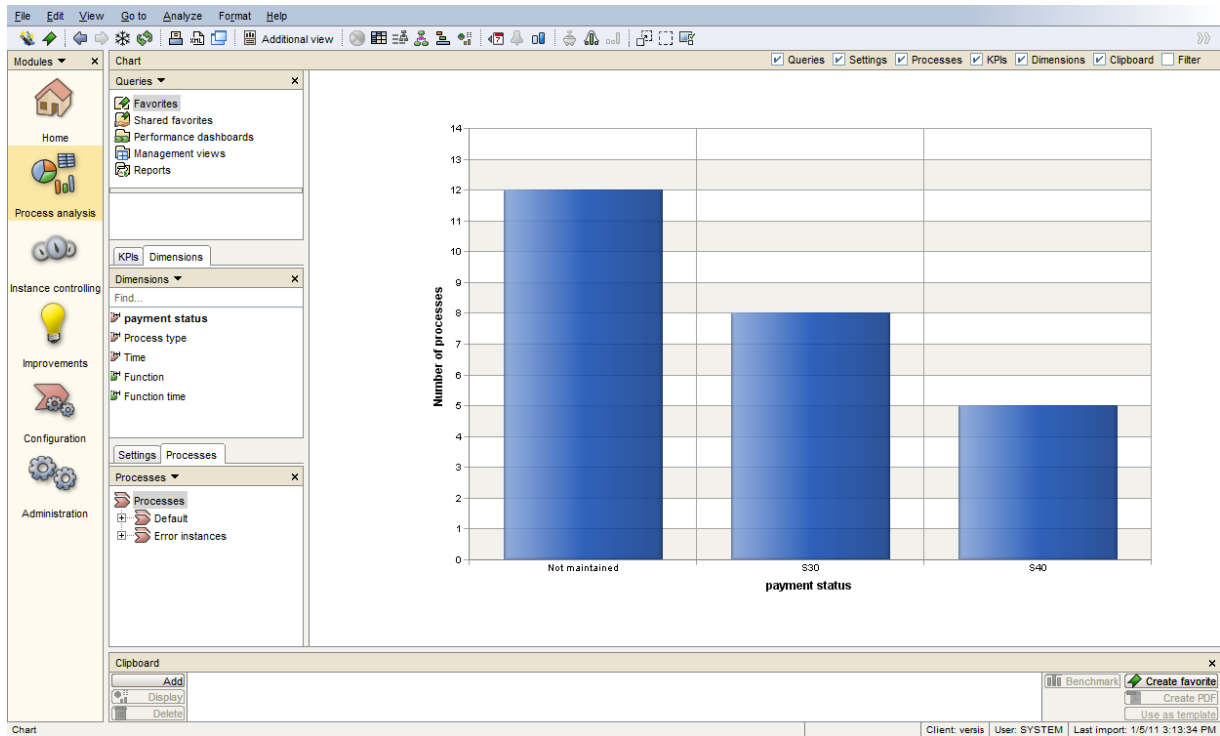 File Edit View Go to Analyze Format Help
Additional view
Modules
Home
Process analysis
Instance controlling
Improvements
Configuration
Administration
Chart
Queries Settings Processes KPIs Dimensions Clipboard Filter
Queries
Favorites
Shared favorites
Performance dashboards
Management views
Reports
KPIs Dimensions
Dimensions
Find...
payment status
Process type
Time
Function
Function time
Settings Processes
Processes
Processes
Default
Error instances
Number of processes
14
13
12
11
10
9
8
7
6
5
4
3
2
1
0
Not maintained S30 S40
payment status
Clipboard
Add
Display
Delete
Benchmark
Create favorite
Create PDF
Use as template
Chart
Client: versis User: SYSTEM Last import: 1/5/11 3:13:34 PM